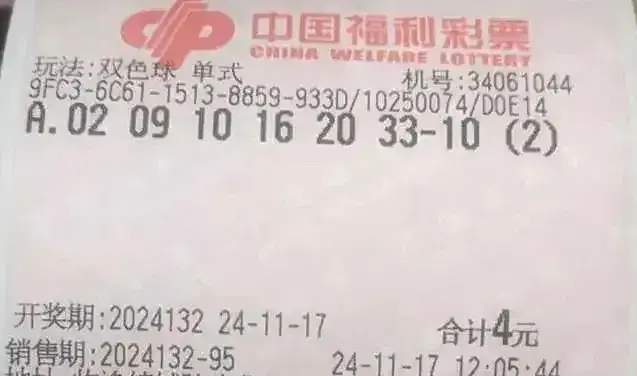 中国福利彩票
CHINA WELFARE LOTTERY
玩法:双色球 单式 机号:34061044
9FC3-6C61-1513-8859-933D/10250074/D0E14
A.02 09 10 16 20 33-10 (2)
开奖期:2024132 24-11-17 合计4元
销售期:2024132-95 24-11-17 12:05:44